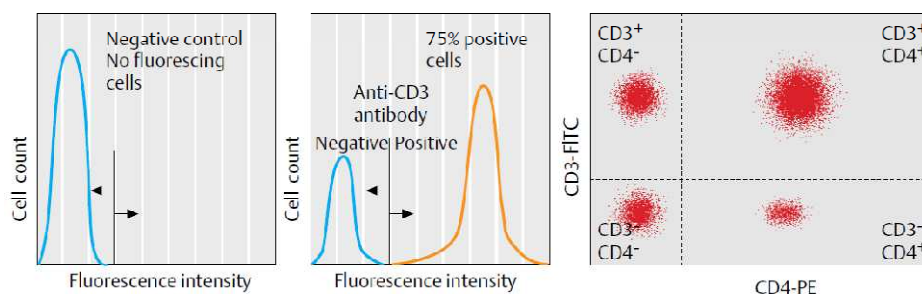 Negative control
No fluorescing
cells
Cell count
Fluorescence intensity
75% positive
cells
Anti-CD3
antibody
Negative Positive
Cell count
Fluorescence intensity
CD3⁺
CD4⁻
CD3⁺
CD4⁺
CD3-FITC
CD3⁻
CD4⁻
CD3⁻
CD4⁺
CD4-PE